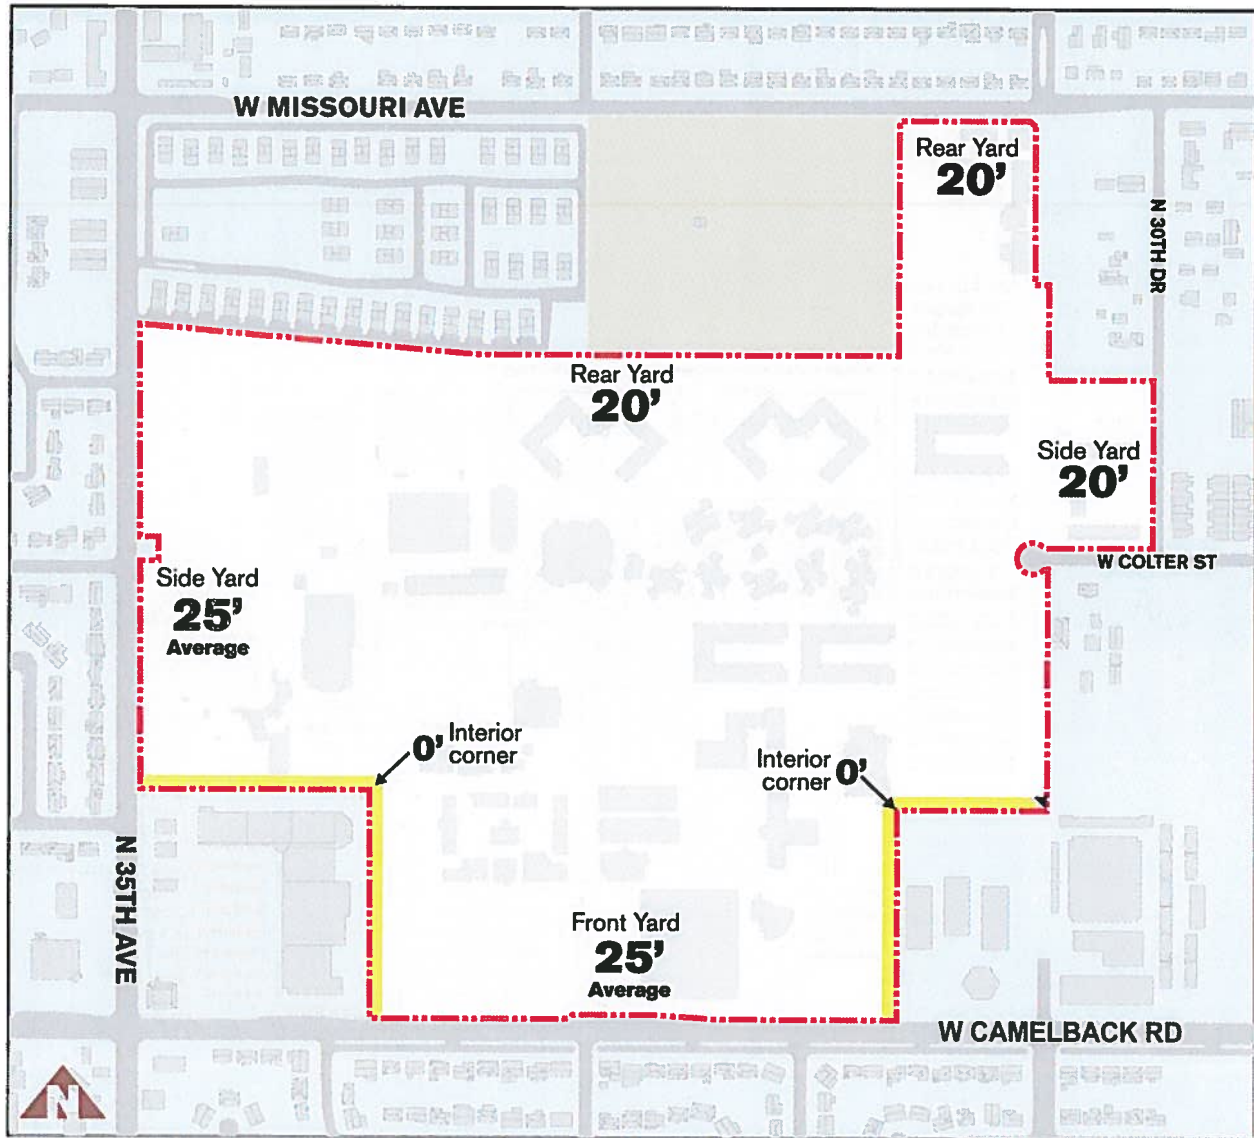 W MISSOURI AVE
Rear Yard
20'
N 30TH DR
Rear Yard
20'
Side Yard
20'
W COLTER ST
Side Yard
25'
Average
0' Interior
corner
Interior
corner 0'
N 35TH AVE
Front Yard
25'
Average
W CAMELBACK RD
N